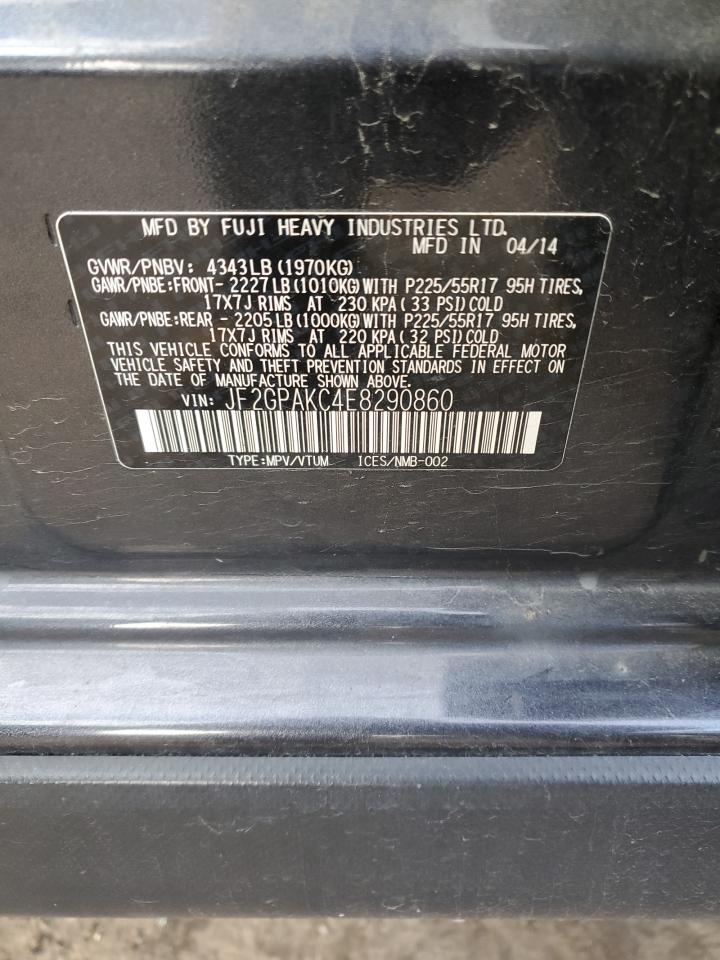 MFD BY FUJI HEAVY INDUSTRIES LTD.
MFD IN 04/14
GVWR/PNBV: 4343LB(1970KG)
GAWR/PNBE:FRONT- 2227LB(1010KG)WITH P225/55R17 95H TIRES,
17X7J RIMS AT 230 KPA(33 PSI)COLD
GAWR/PNBE:REAR - 2205LB(1000KG)WITH P225/55R17 95H TIRES,
17X7J RIMS AT 220 KPA(32 PSI)COLD
THIS VEHICLE CONFORMS TO ALL APPLICABLE FEDERAL MOTOR
VEHICLE SAFETY AND THEFT PREVENTION STANDARDS IN EFFECT ON
THE DATE OF MANUFACTURE SHOWN ABOVE.
VIN: JF2GPAKC4E8290860
TYPE:MPV/VTUM ICES/NMB-002